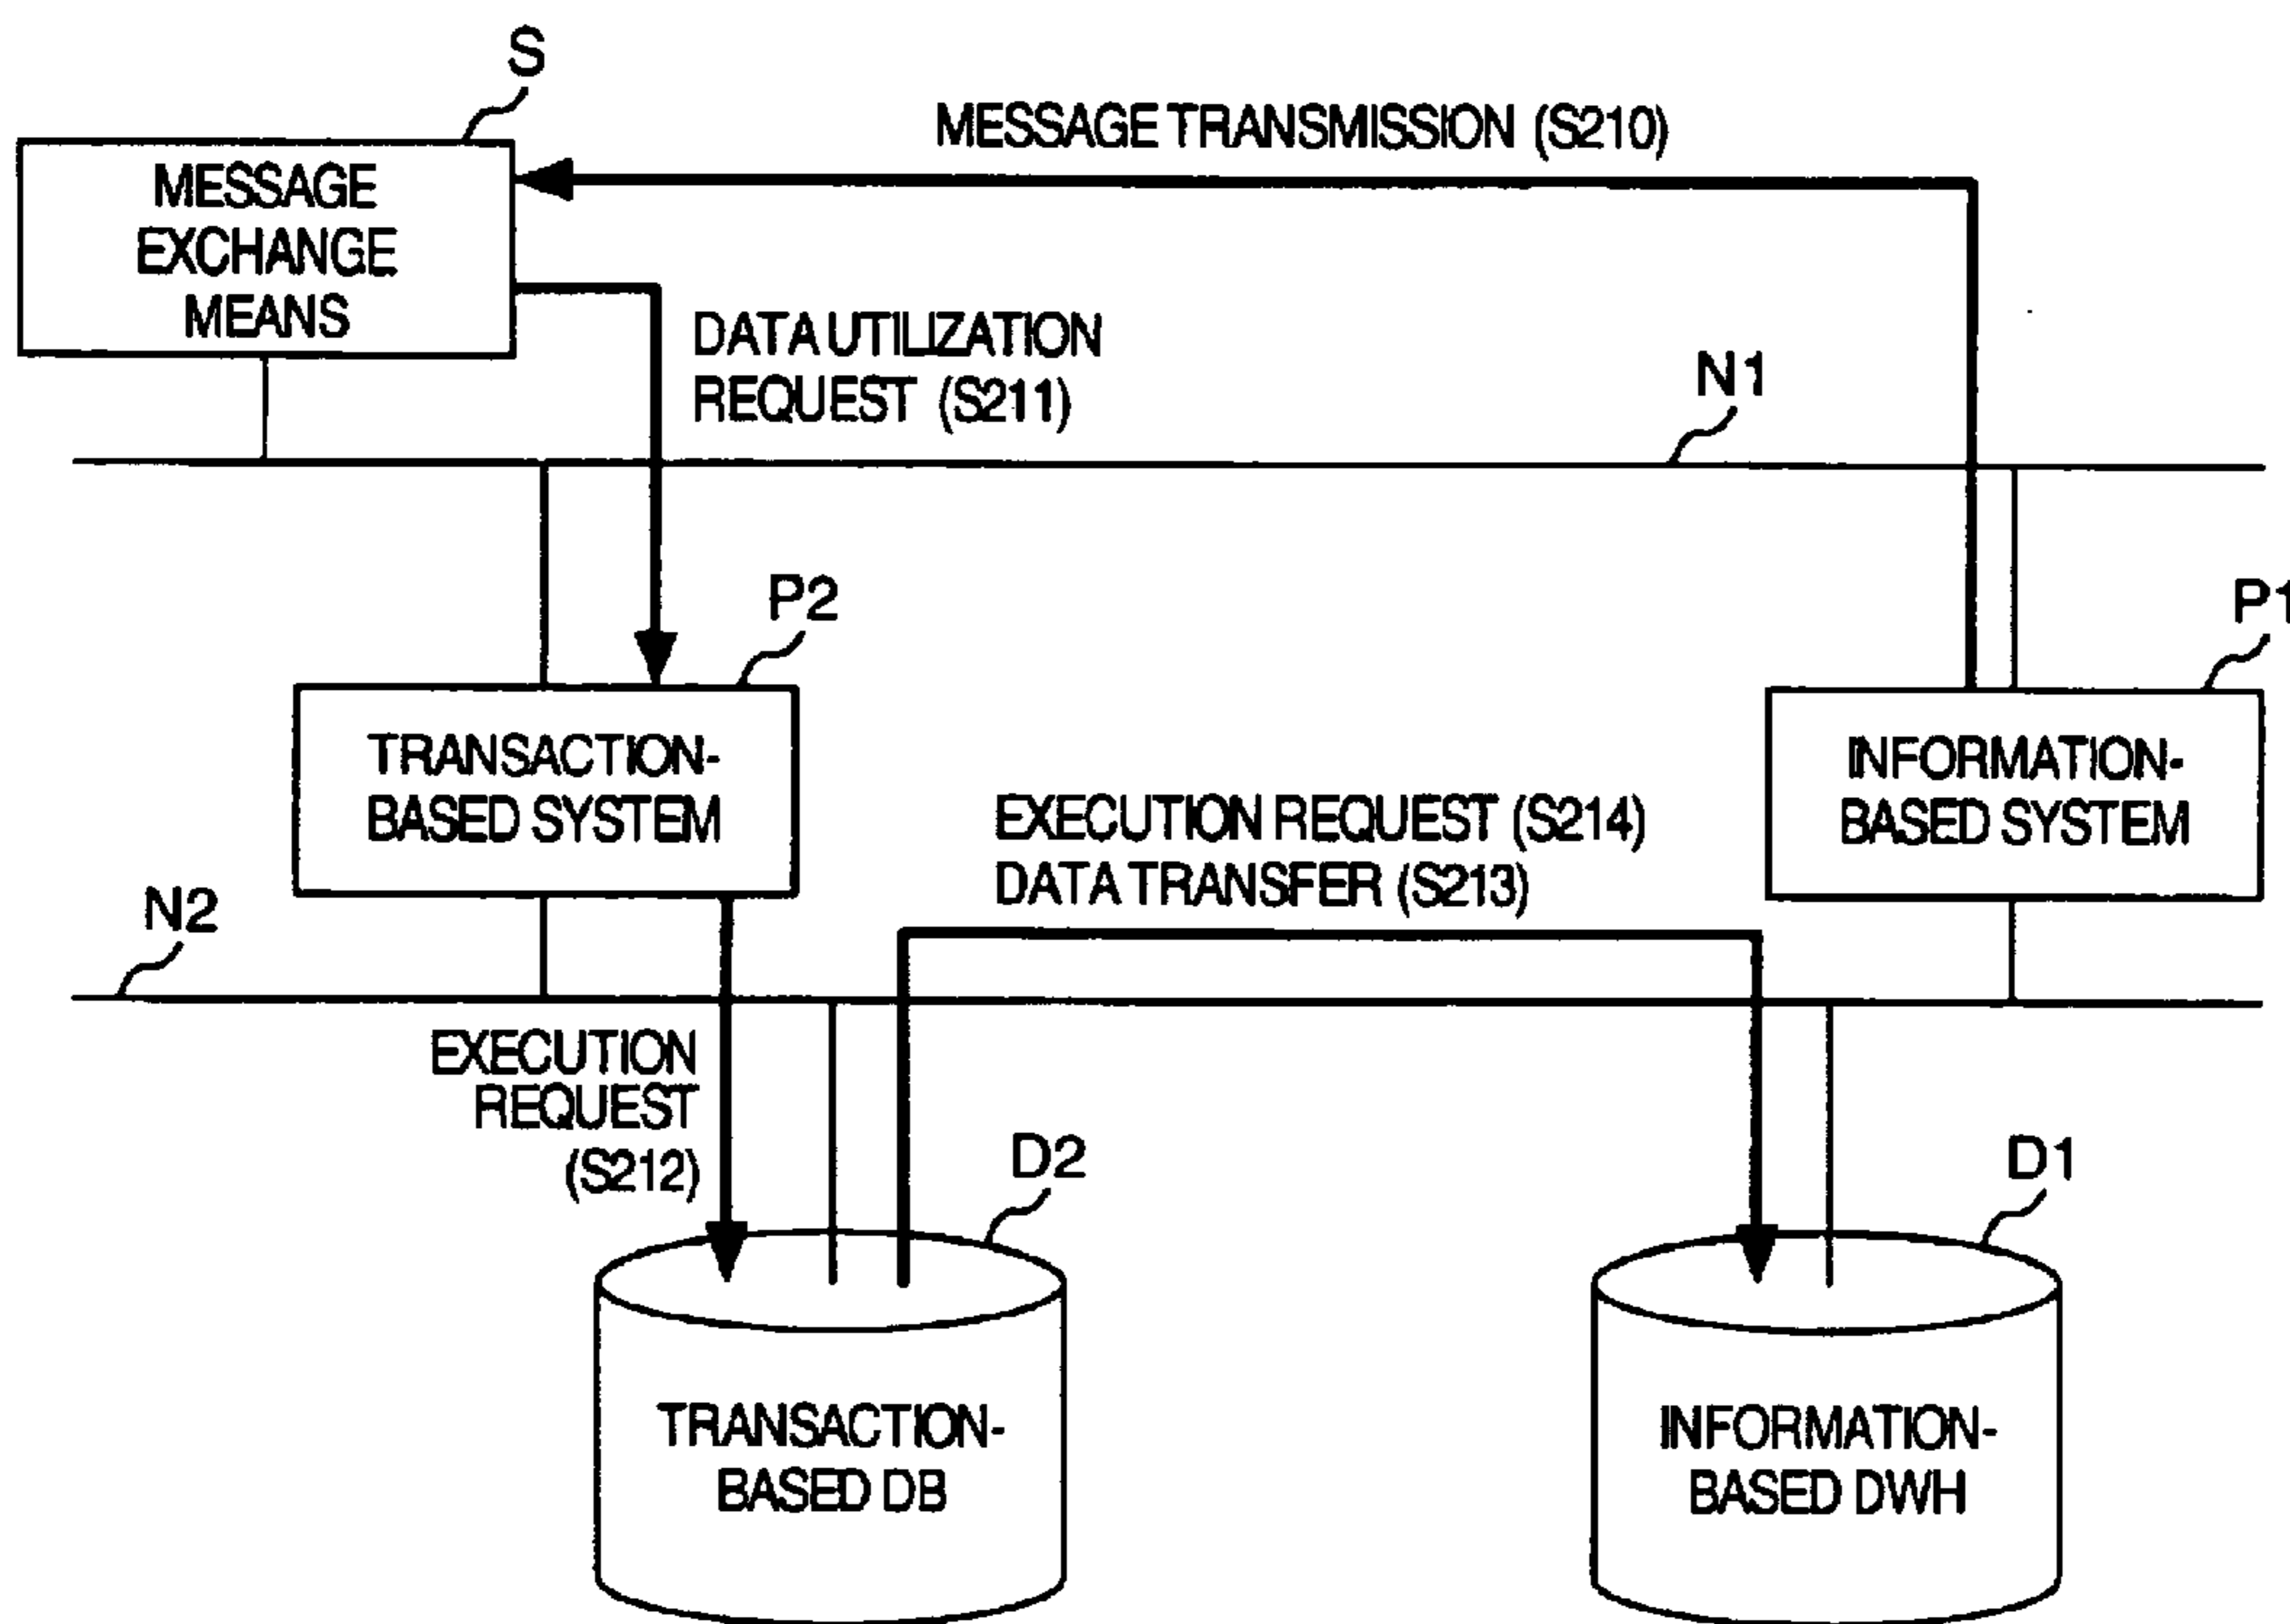 S
MESSAGE TRANSMISSION (S210)
MESSAGE
EXCHANGE
MEANS
DATA UTILIZATION
REQUEST (S211)
N1
P2
P1
TRANSACTION-
BASED SYSTEM
INFORMATION-
BASED SYSTEM
EXECUTION REQUEST (S214)
DATA TRANSFER (S213)
N2
EXECUTION
REQUEST
(S212)
D2
D1
TRANSACTION-
BASED DB
INFORMATION-
BASED DWH